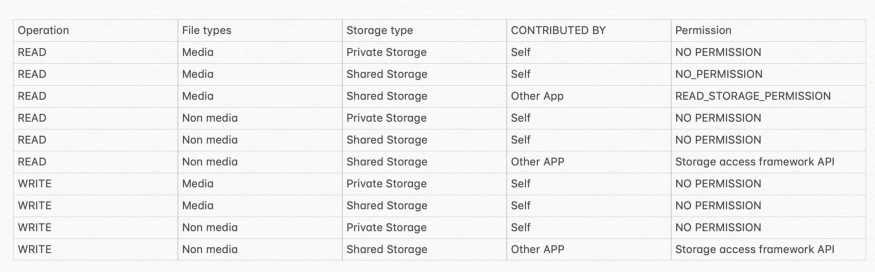 Operation File types Storage type CONTRIBUTED BY Permission
READ Media Private Storage Self NO PERMISSION
READ Media Shared Storage Self NO_PERMISSION
READ Media Shared Storage Other App READ_STORAGE_PERMISSION
READ Non media Private Storage Self NO PERMISSION
READ Non media Shared Storage Self NO PERMISSION
READ Non media Shared Storage Other APP Storage access framework API
WRITE Media Private Storage Self NO PERMISSION
WRITE Media Shared Storage Self NO PERMISSION
WRITE Non media Private Storage Self NO PERMISSION
WRITE Non media Shared Storage Other APP Storage access framework API